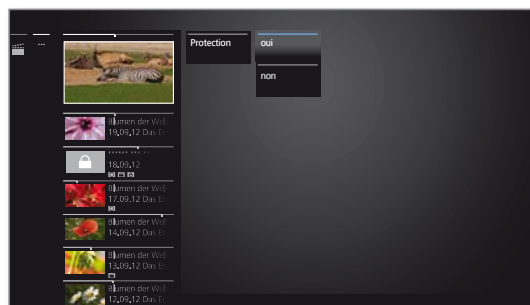 Protection
oui
non
Blumen der Wel
19.09.12 Das Er
18.09.12
Blumen der Wel
17.09.12 Das Er
Blumen der Wel
14.09.12 Das Er
Blumen der Wel
13.09.12 Das Er
Blumen der Wel
12.09.12 Das Er